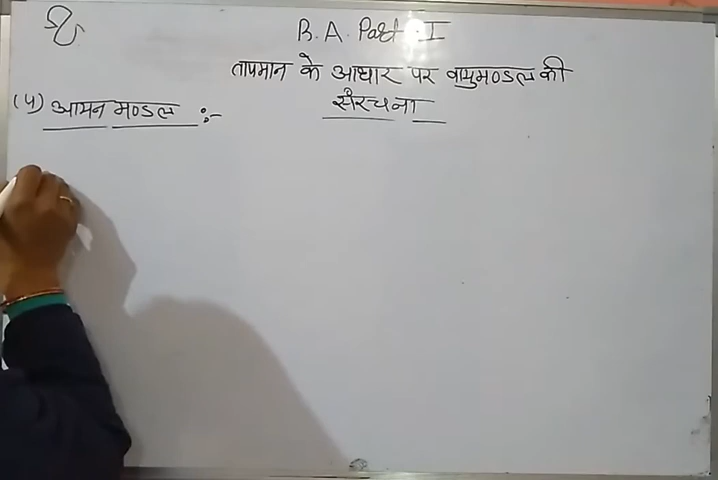 B. A. Part - I
तापमान के आधार पर वायुमण्डल की
संरचना
(५) आयन मण्डल :-